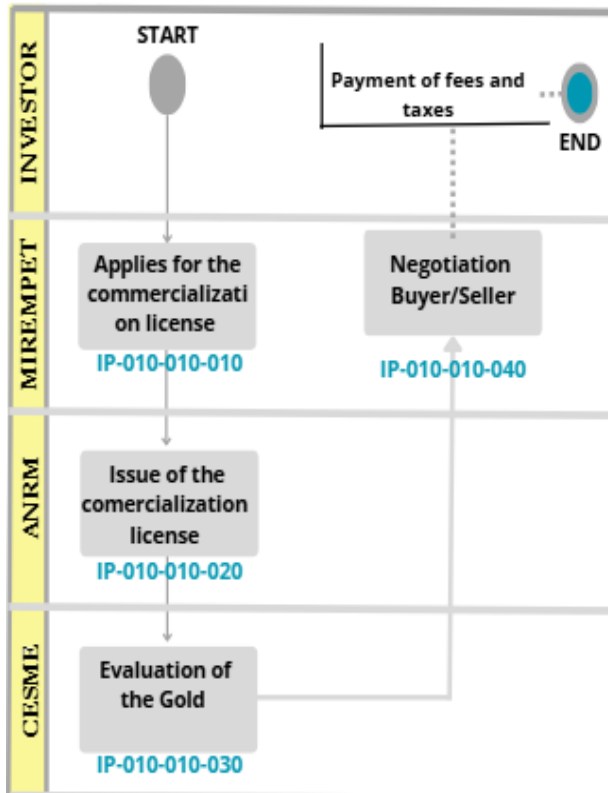 INVESTOR
START
Payment of fees and
taxes
END
MIREMPET
Applies for the
commercializati
on license
IP-010-010-010
Negotiation
Buyer/Seller
IP-010-010-040
ANRM
Issue of the
comercialization
license
IP-010-010-020
CESME
Evaluation of
the Gold
IP-010-010-030